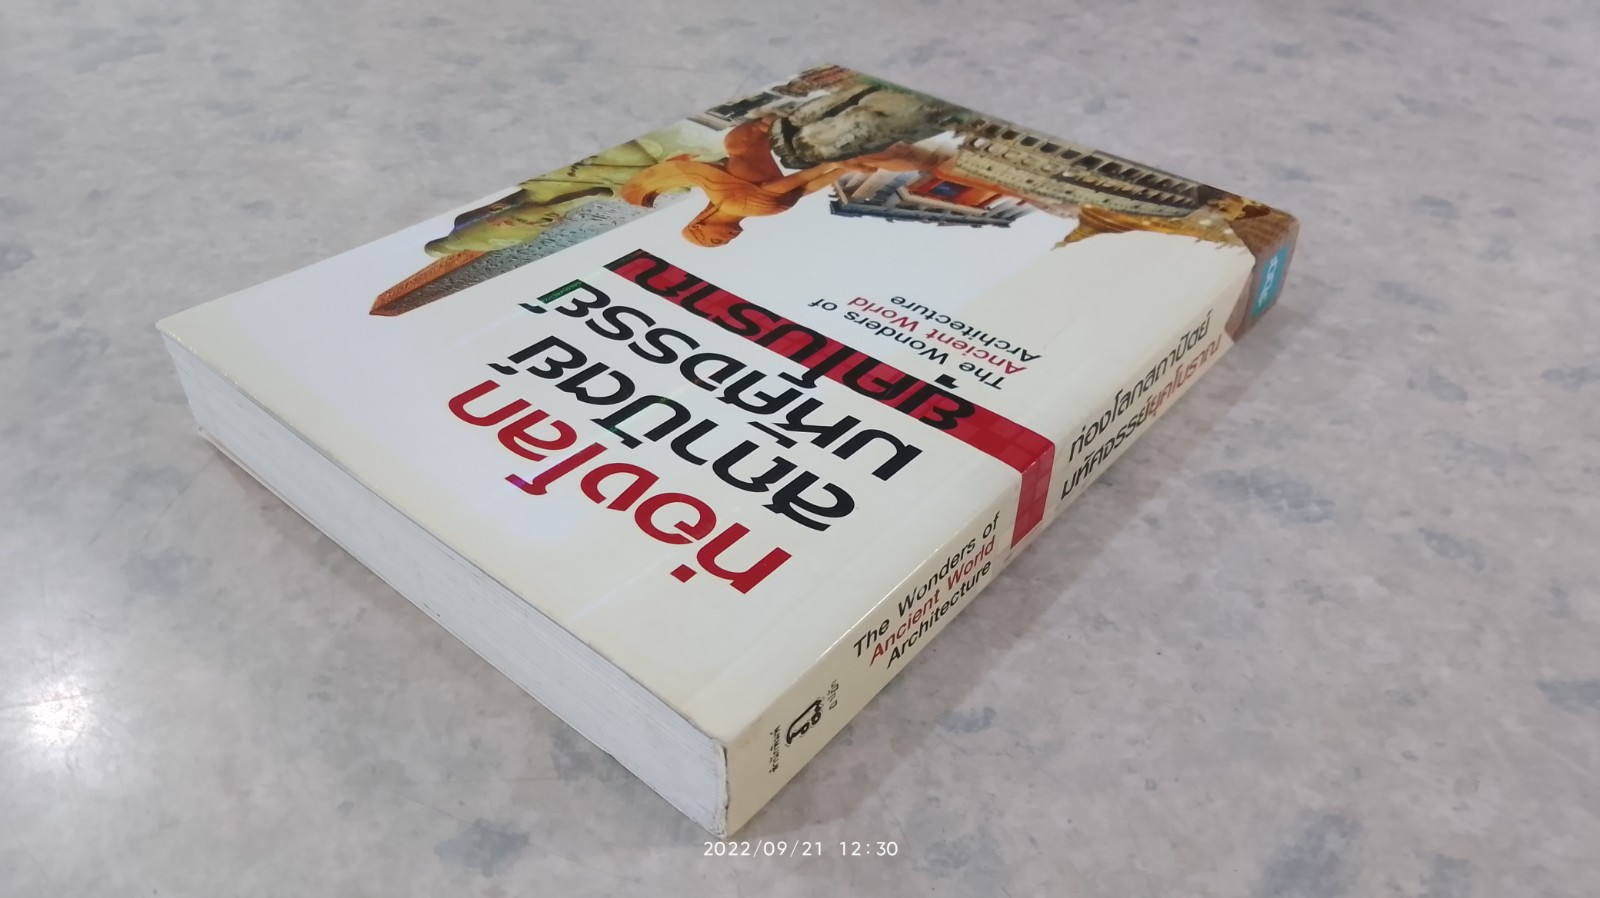 ท่องโลก
สถาปัตย์
มหัศจรรย์
ยุคโบราณ
The Wonders of
Ancient World
Architecture
ท่องโลกสถาปัตย์
มหัศจรรย์ยุคโบราณ
The Wonders of
Ancient World
Architecture
2022/09/21 12:30